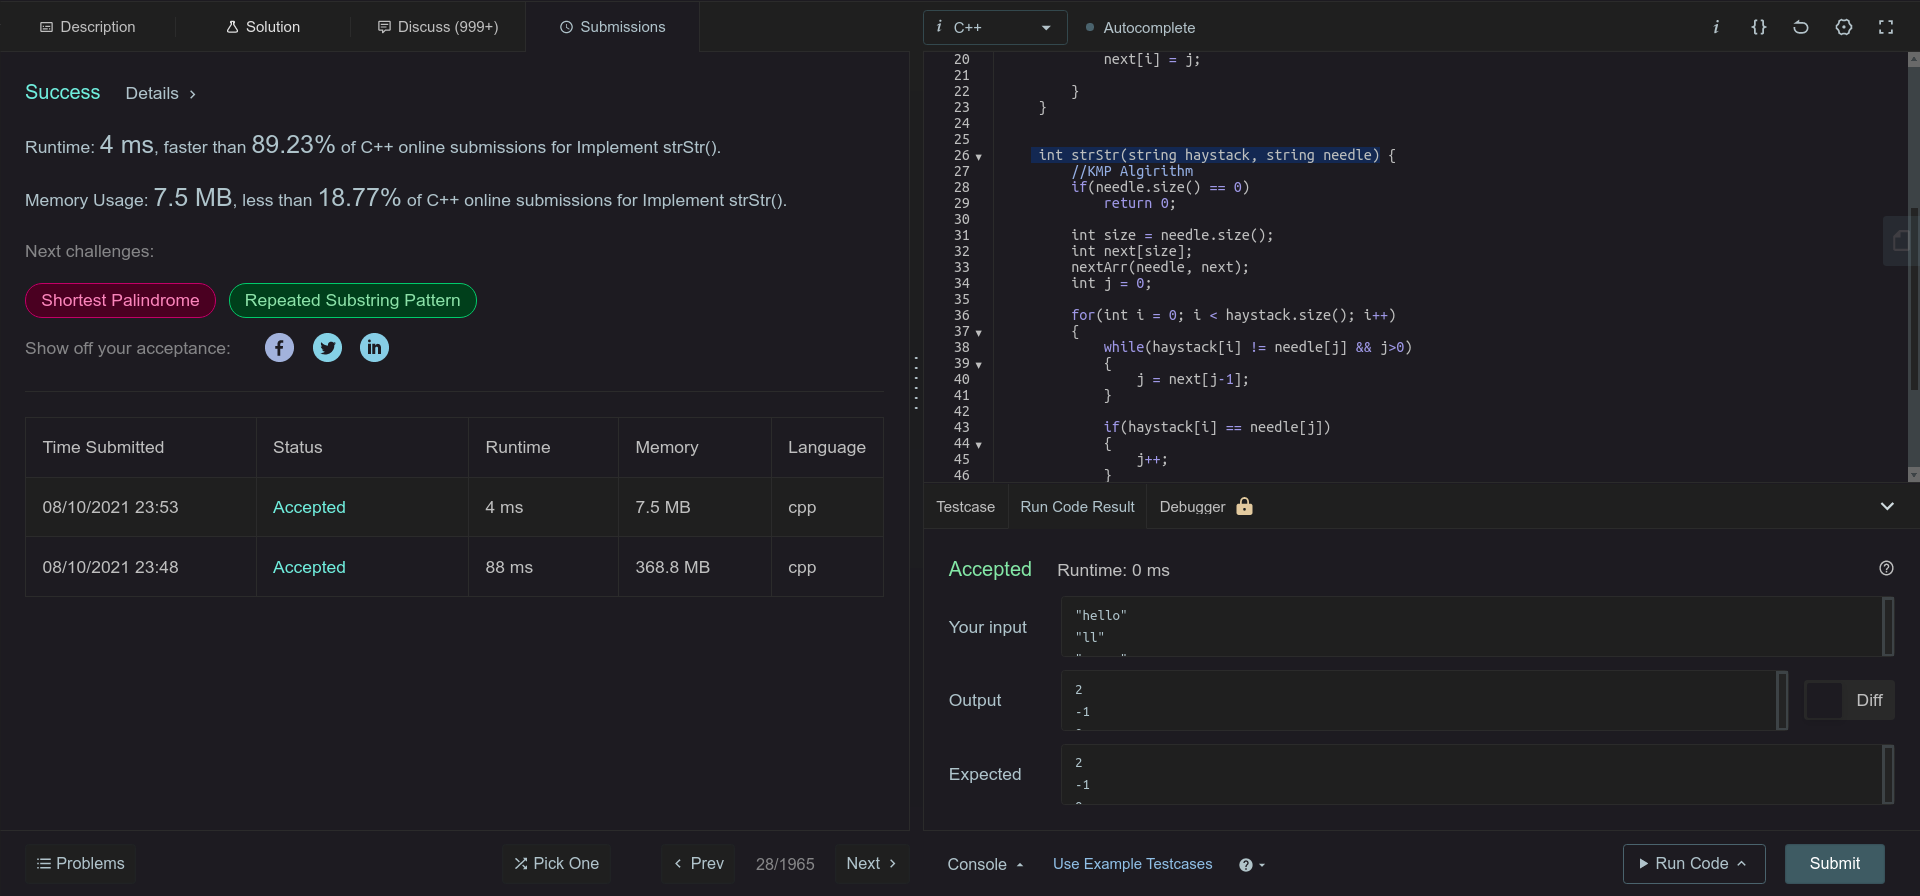 Description
Solution
Discuss (999+)
Submissions
Success Details
Runtime: 4 ms, faster than 89.23% of C++ online submissions for Implement strStr().
Memory Usage: 7.5 MB, less than 18.77% of C++ online submissions for Implement strStr().
Next challenges:
Shortest Palindrome Repeated Substring Pattern
Show off your acceptance:
Time Submitted Status Runtime Memory Language
08/10/2021 23:53 Accepted 4 ms 7.5 MB cpp
08/10/2021 23:48 Accepted 88 ms 368.8 MB cpp
Problems Pick One Prev 28/1965 Next
i C++ Autocomplete i {}
20 next[i] = j;
21
22 }
23 }
24
25
26 int strStr(string haystack, string needle) {
27 //KMP Algirithm
28 if(needle.size() == 0)
29 return 0;
30
31 int size = needle.size();
32 int next[size];
33 nextArr(needle, next);
34 int j = 0;
35
36 for(int i = 0; i < haystack.size(); i++)
37 {
38 while(haystack[i] != needle[j] && j>0)
39 {
40 j = next[j-1];
41 }
42
43 if(haystack[i] == needle[j])
44 {
45 j++;
46 }
Testcase Run Code Result Debugger
Accepted Runtime: 0 ms
Your input
"hello"
"ll"
Output
2
-1
Diff
Expected
2
-1
Console Use Example Testcases Run Code Submit